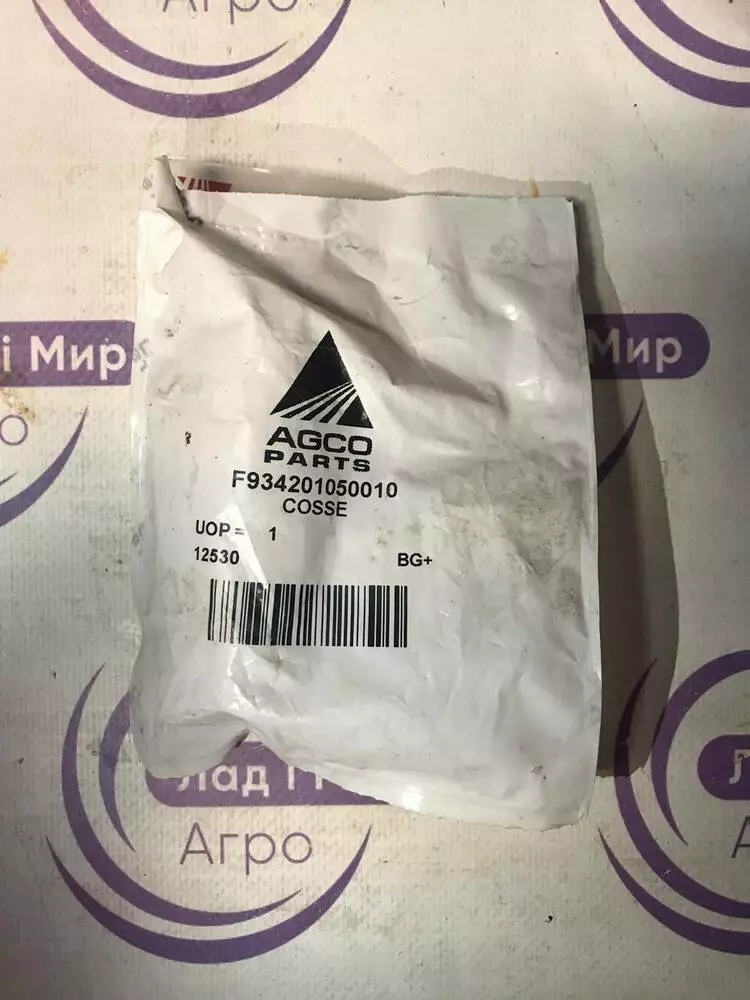 Агро
і Мир
Мир
AGCO
PARTS
F934201050010
COSSE
UOP = 1
12530 BG+
Лад
Агро